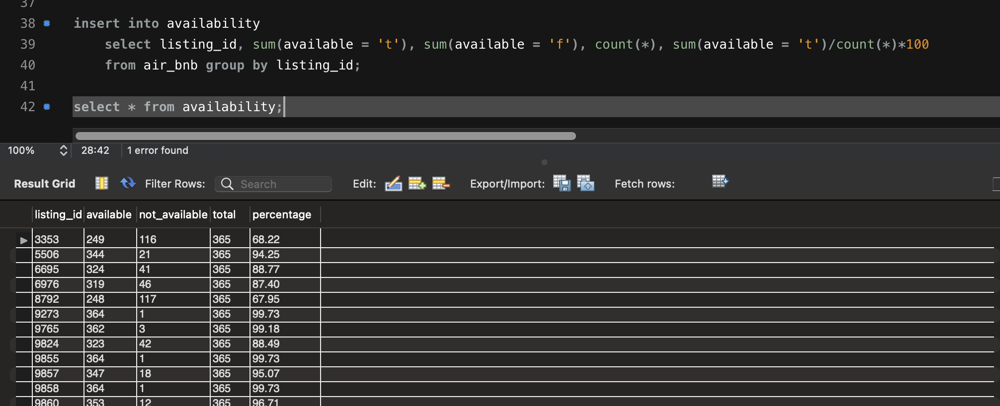 37
38 insert into availability
39 select listing_id, sum(available = 't'), sum(available = 'f'), count(*), sum(available = 't')/count(*)*100
40 from air_bnb group by listing_id;
41
42 select * from availability;
100% 28:42 1 error found
Result Grid Filter Rows: Search Edit: Export/Import: Fetch rows:
listing_id available not_available total percentage
3353 249 116 365 68.22
5506 344 21 365 94.25
6695 324 41 365 88.77
6976 319 46 365 87.40
8792 248 117 365 67.95
9273 364 1 365 99.73
9765 362 3 365 99.18
9824 323 42 365 88.49
9855 364 1 365 99.73
9857 347 18 365 95.07
9858 364 1 365 99.73
9860 353 12 365 96.71